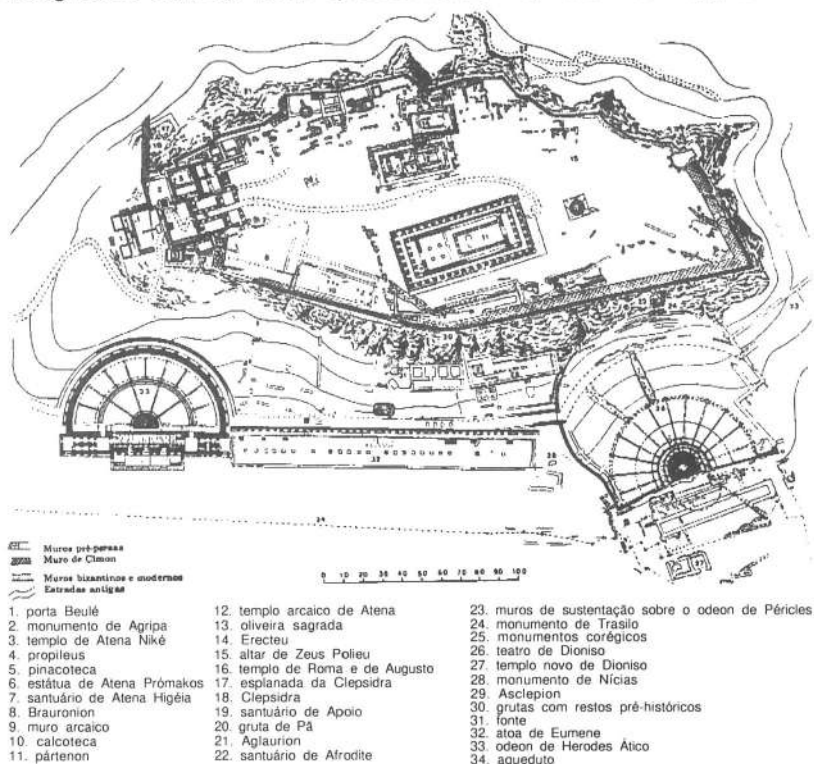 34
Muros pré-persas
Muro de Cimon
Muros bizantinos e modernos
Estradas antigas
0 10 20 30 40 50 60 70 80 90 100
1. porta Beulé
2. monumento de Agripa
3. templo de Atena Niké
4. propileus
5. pinacoteca
6. estátua de Atena Prómakos
7. santuário de Atena Higéia
8. Brauronion
9. muro arcaico
10. calcoteca
11. pártenon
12. templo arcaico de Atena
13. oliveira sagrada
14. Erecteu
15. altar de Zeus Polieu
16. templo de Roma e de Augusto
17. esplanada da Clepsidra
18. Clepsidra
19. santuário de Apoio
20. gruta de Pã
21. Aglaurion
22. santuário de Afrodite
23. muros de sustentação sobre o odeon de Péricles
24. monumento de Trasilo
25. monumentos corégicos
26. teatro de Dioniso
27. templo novo de Dioniso
28. monumento de Nícias
29. Asclepion
30. grutas com restos pré-históricos
31. fonte
32. atoa de Eumene
33. odeon de Herodes Ático
34. aqueduto